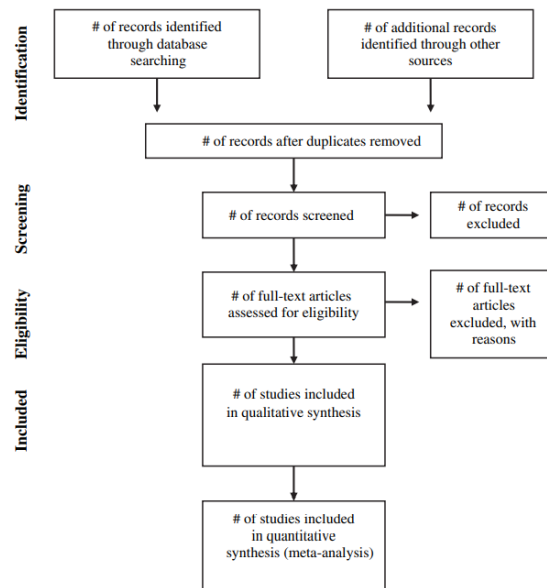 Identification
# of records identified
through database
searching
# of additional records
identified through other
sources
# of records after duplicates removed
Screening
# of records screened
# of records
excluded
Eligibility
# of full-text articles
assessed for eligibility
# of full-text
articles
excluded, with
reasons
Included
# of studies included
in qualitative synthesis
# of studies included
in quantitative
synthesis (meta-analysis)